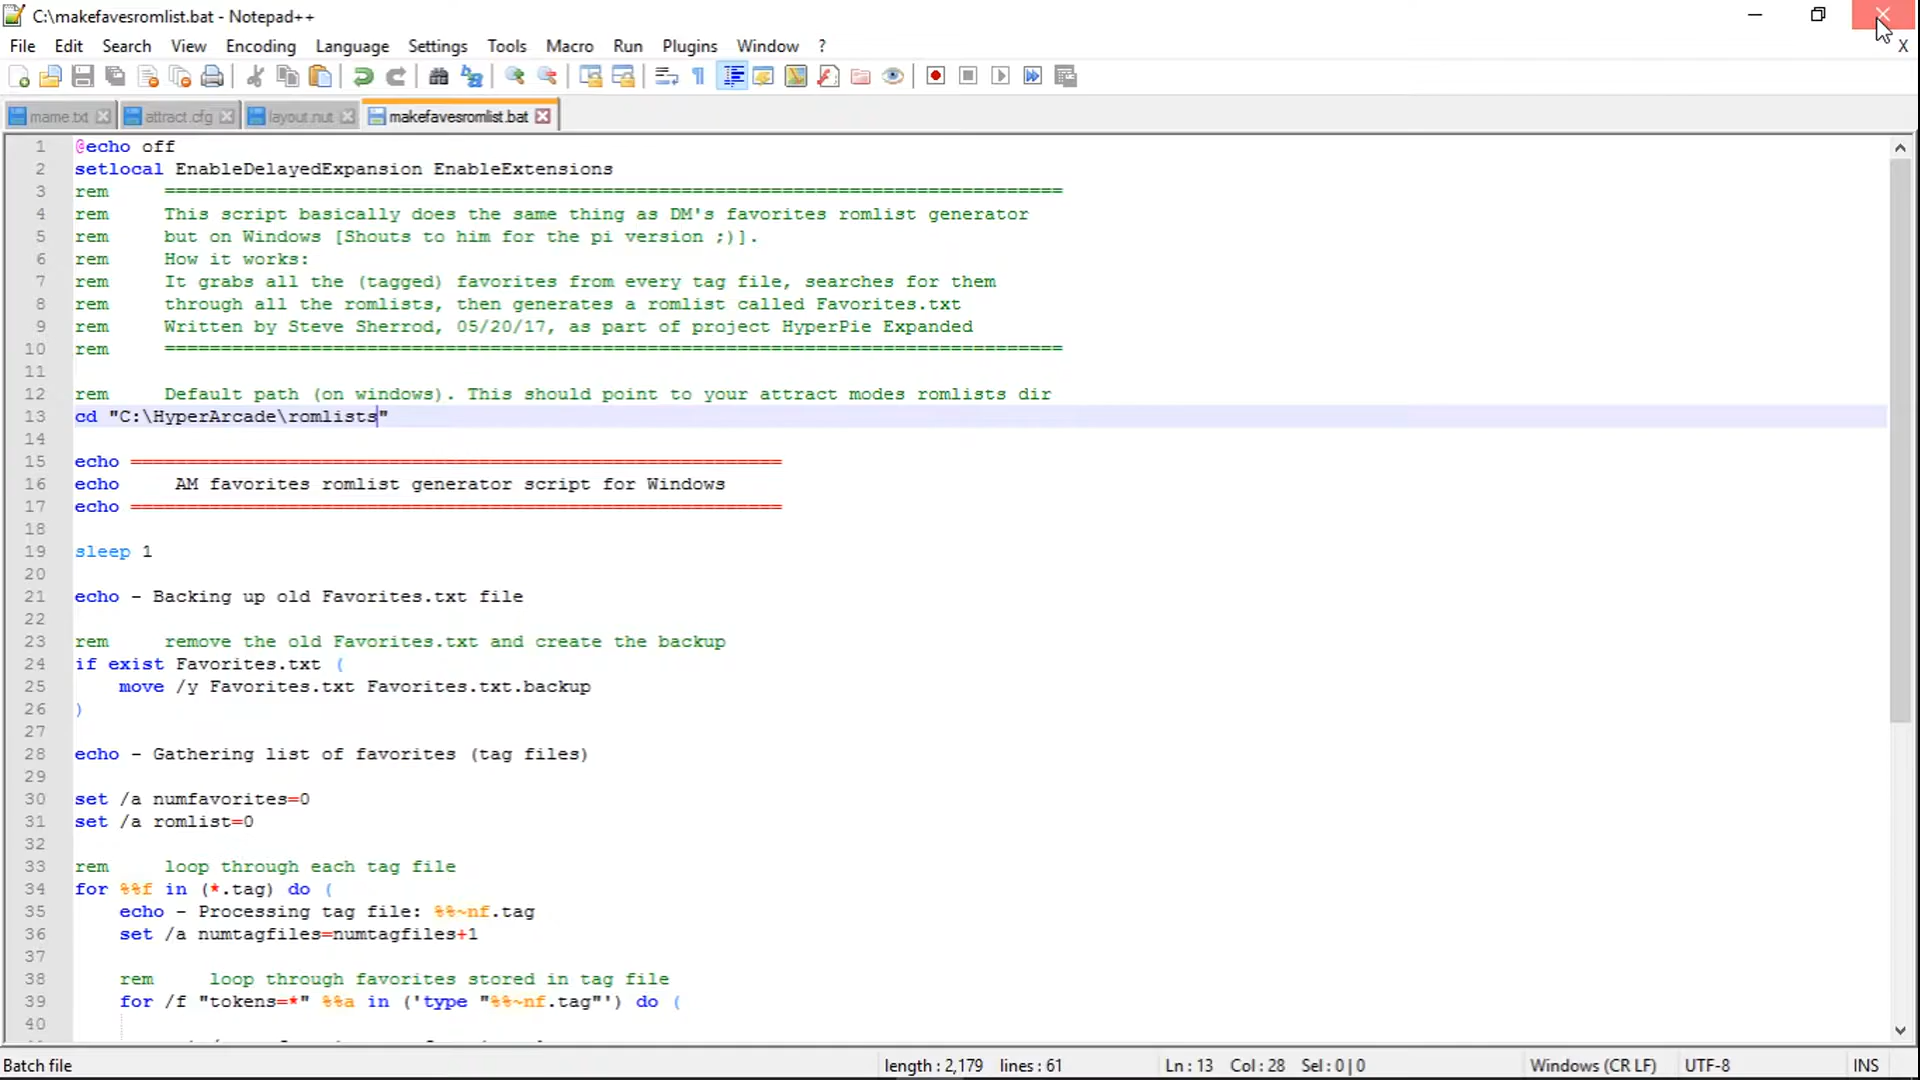 C:\makefavesromlist.bat - Notepad++
File Edit Search View Encoding Language Settings Tools Macro Run Plugins Window ?
X
mame.txt attract.cfg layout.nut makefavesromlist.bat
1 @echo off
2 setlocal EnableDelayedExpansion EnableExtensions
3 rem ================================================================================
4 rem This script basically does the same thing as DM's favorites romlist generator
5 rem but on Windows [Shouts to him for the pi version ;)].
6 rem How it works:
7 rem It grabs all the (tagged) favorites from every tag file, searches for them
8 rem through all the romlists, then generates a romlist called Favorites.txt
9 rem Written by Steve Sherrod, 05/20/17, as part of project HyperPie Expanded
10 rem ================================================================================
11
12 rem Default path (on windows). This should point to your attract modes romlists dir
13 cd "C:\HyperArcade\romlists"
14
15 echo ==========================================================
16 echo AM favorites romlist generator script for Windows
17 echo ==========================================================
18
19 sleep 1
20
21 echo - Backing up old Favorites.txt file
22
23 rem remove the old Favorites.txt and create the backup
24 if exist Favorites.txt (
25 move /y Favorites.txt Favorites.txt.backup
26 )
27
28 echo - Gathering list of favorites (tag files)
29
30 set /a numfavorites=0
31 set /a romlist=0
32
33 rem loop through each tag file
34 for %%f in (*.tag) do (
35 echo - Processing tag file: %%~nf.tag
36 set /a numtagfiles=numtagfiles+1
37
38 rem loop through favorites stored in tag file
39 for /f "tokens=*" %%a in ('type "%%~nf.tag"') do (
40
Batch file length : 2,179 lines : 61 Ln : 13 Col : 28 Sel : 0 | 0 Windows (CR LF) UTF-8 INS